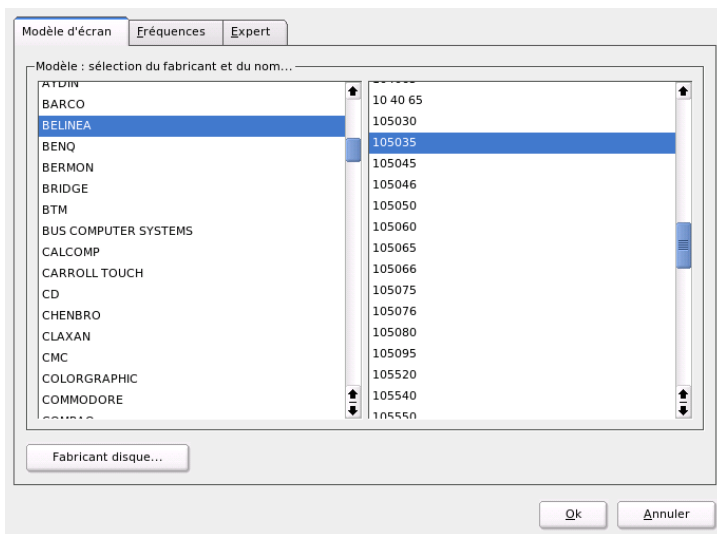 Modèle d'écran Fréquences Expert
Modèle : sélection du fabricant et du nom...
AYDIN
BARCO
BELINEA
BENQ
BERMON
BRIDGE
BTM
BUS COMPUTER SYSTEMS
CALCOMP
CARROLL TOUCH
CD
CHENBRO
CLAXAN
CMC
COLORGRAPHIC
COMMODORE
10 40 65
105030
105035
105045
105046
105050
105060
105065
105066
105075
105076
105080
105095
105520
105540
105550
Fabricant disque...
Ok Annuler